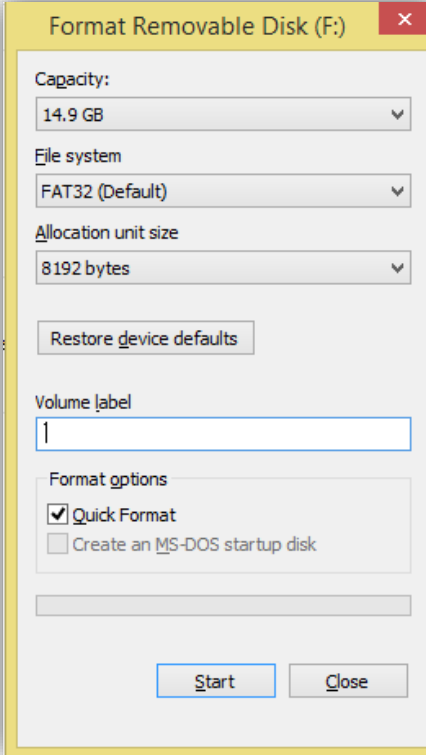 Format Removable Disk (F:)
Capacity:
14.9 GB
File system
FAT32 (Default)
Allocation unit size
8192 bytes
Restore device defaults
Volume label
1
Format options
Quick Format
Create an MS-DOS startup disk
Start
Close